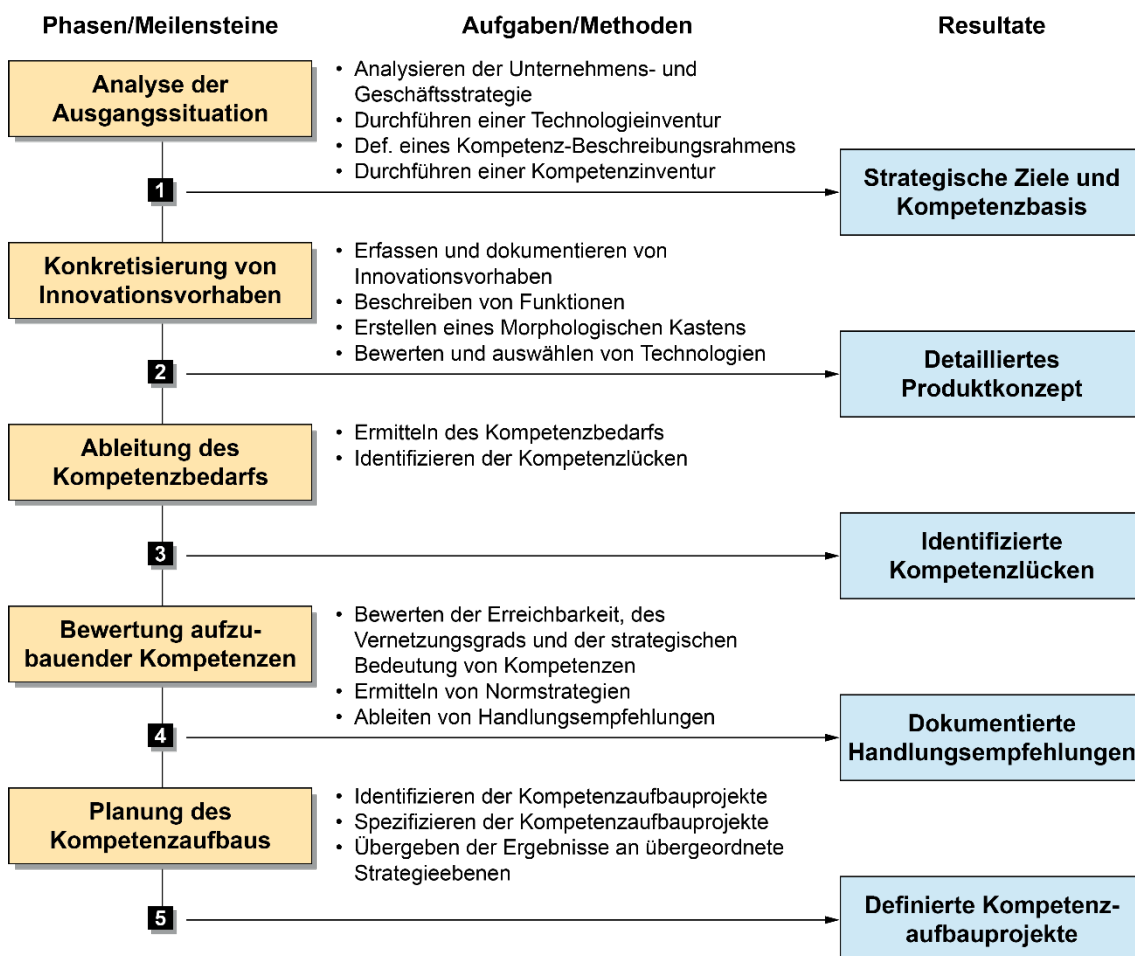 Phasen/Meilensteine
Aufgaben/Methoden
Resultate
Analyse der
Ausgangssituation
• Analysieren der Unternehmens- und
Geschäftsstrategie
• Durchführen einer Technologieinventur
• Def. eines Kompetenz-Beschreibungsrahmens
• Durchführen einer Kompetenzinventur
1
Strategische Ziele und
Kompetenzbasis
Konkretisierung von
Innovationsvorhaben
• Erfassen und dokumentieren von
Innovationsvorhaben
• Beschreiben von Funktionen
• Erstellen eines Morphologischen Kastens
• Bewerten und auswählen von Technologien
2
Detailliertes
Produktkonzept
Ableitung des
Kompetenzbedarfs
• Ermitteln des Kompetenzbedarfs
• Identifizieren der Kompetenzlücken
3
Identifizierte
Kompetenzlücken
Bewertung aufzu-
bauender Kompetenzen
• Bewerten der Erreichbarkeit, des
Vernetzungsgrads und der strategischen
Bedeutung von Kompetenzen
• Ermitteln von Normstrategien
• Ableiten von Handlungsempfehlungen
4
Dokumentierte
Handlungsempfehlungen
Planung des
Kompetenzaufbaus
• Identifizieren der Kompetenzaufbauprojekte
• Spezifizieren der Kompetenzaufbauprojekte
• Übergeben der Ergebnisse an übergeordnete
Strategieebenen
5
Definierte Kompetenz-
aufbauprojekte